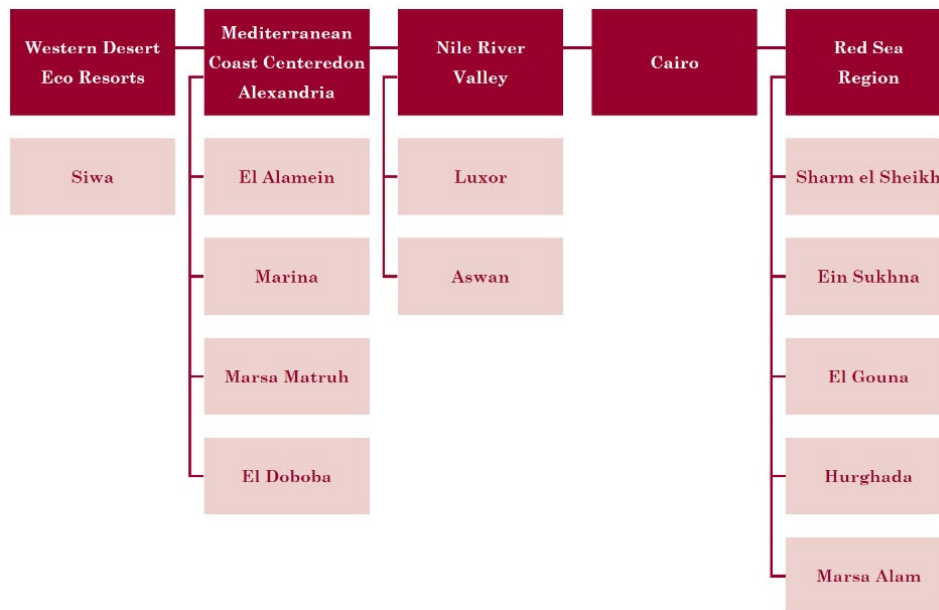 Western Desert
Eco Resorts
Mediterranean
Coast Centeredon
Alexandria
Nile River
Valley
Cairo
Red Sea
Region
Siwa
El Alamein
Marina
Marsa Matruh
El Doboba
Luxor
Aswan
Sharm el Sheikh
Ein Sukhna
El Gouna
Hurghada
Marsa Alam